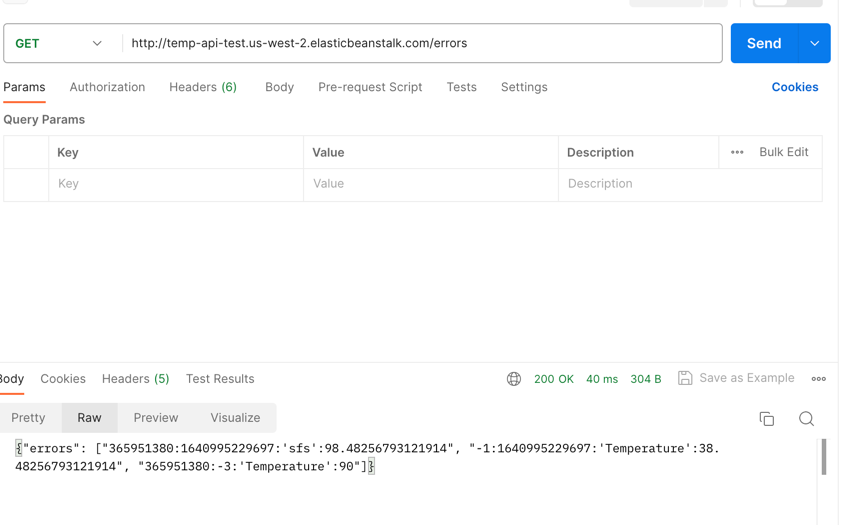 GET http://temp-api-test.us-west-2.elasticbeanstalk.com/errors Send
Params Authorization Headers (6) Body Pre-request Script Tests Settings Cookies
Query Params
Key Value Description ••• Bulk Edit
Key Value Description
Body Cookies Headers (5) Test Results 200 OK 40 ms 304 B Save as Example
Pretty Raw Preview Visualize
{"errors": ["365951380:1640995229697:'sfs':98.48256793121914", "-1:1640995229697:'Temperature':38.
48256793121914", "365951380:-3:'Temperature':90"]}